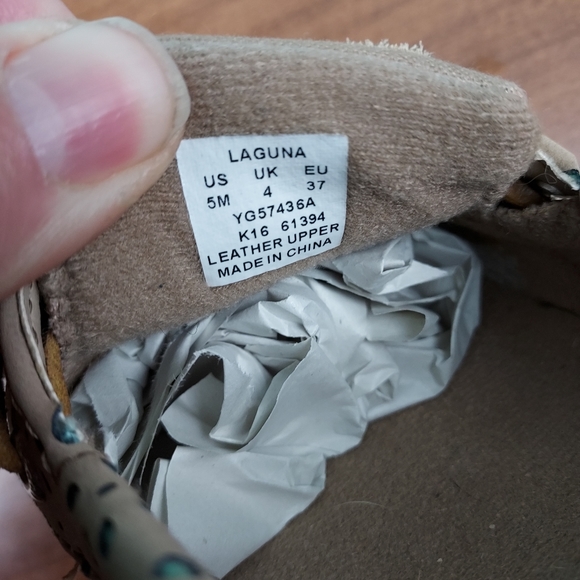 LAGUNA
US UK EU
5M 4 37
YG57436A
K16 61394
LEATHER UPPER
MADE IN CHINA